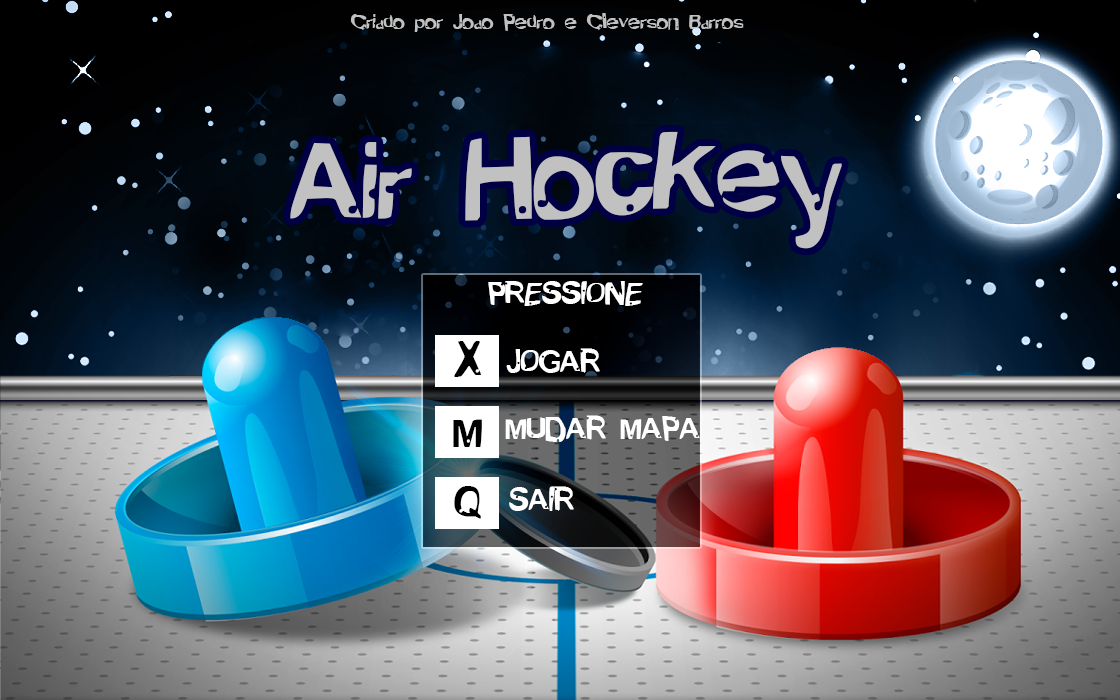 Criado por Joao Pedro e Cleverson Barros
Air Hockey
PRESSIONE
X JOGAR
M MUDAR MAPA
Q SAIR